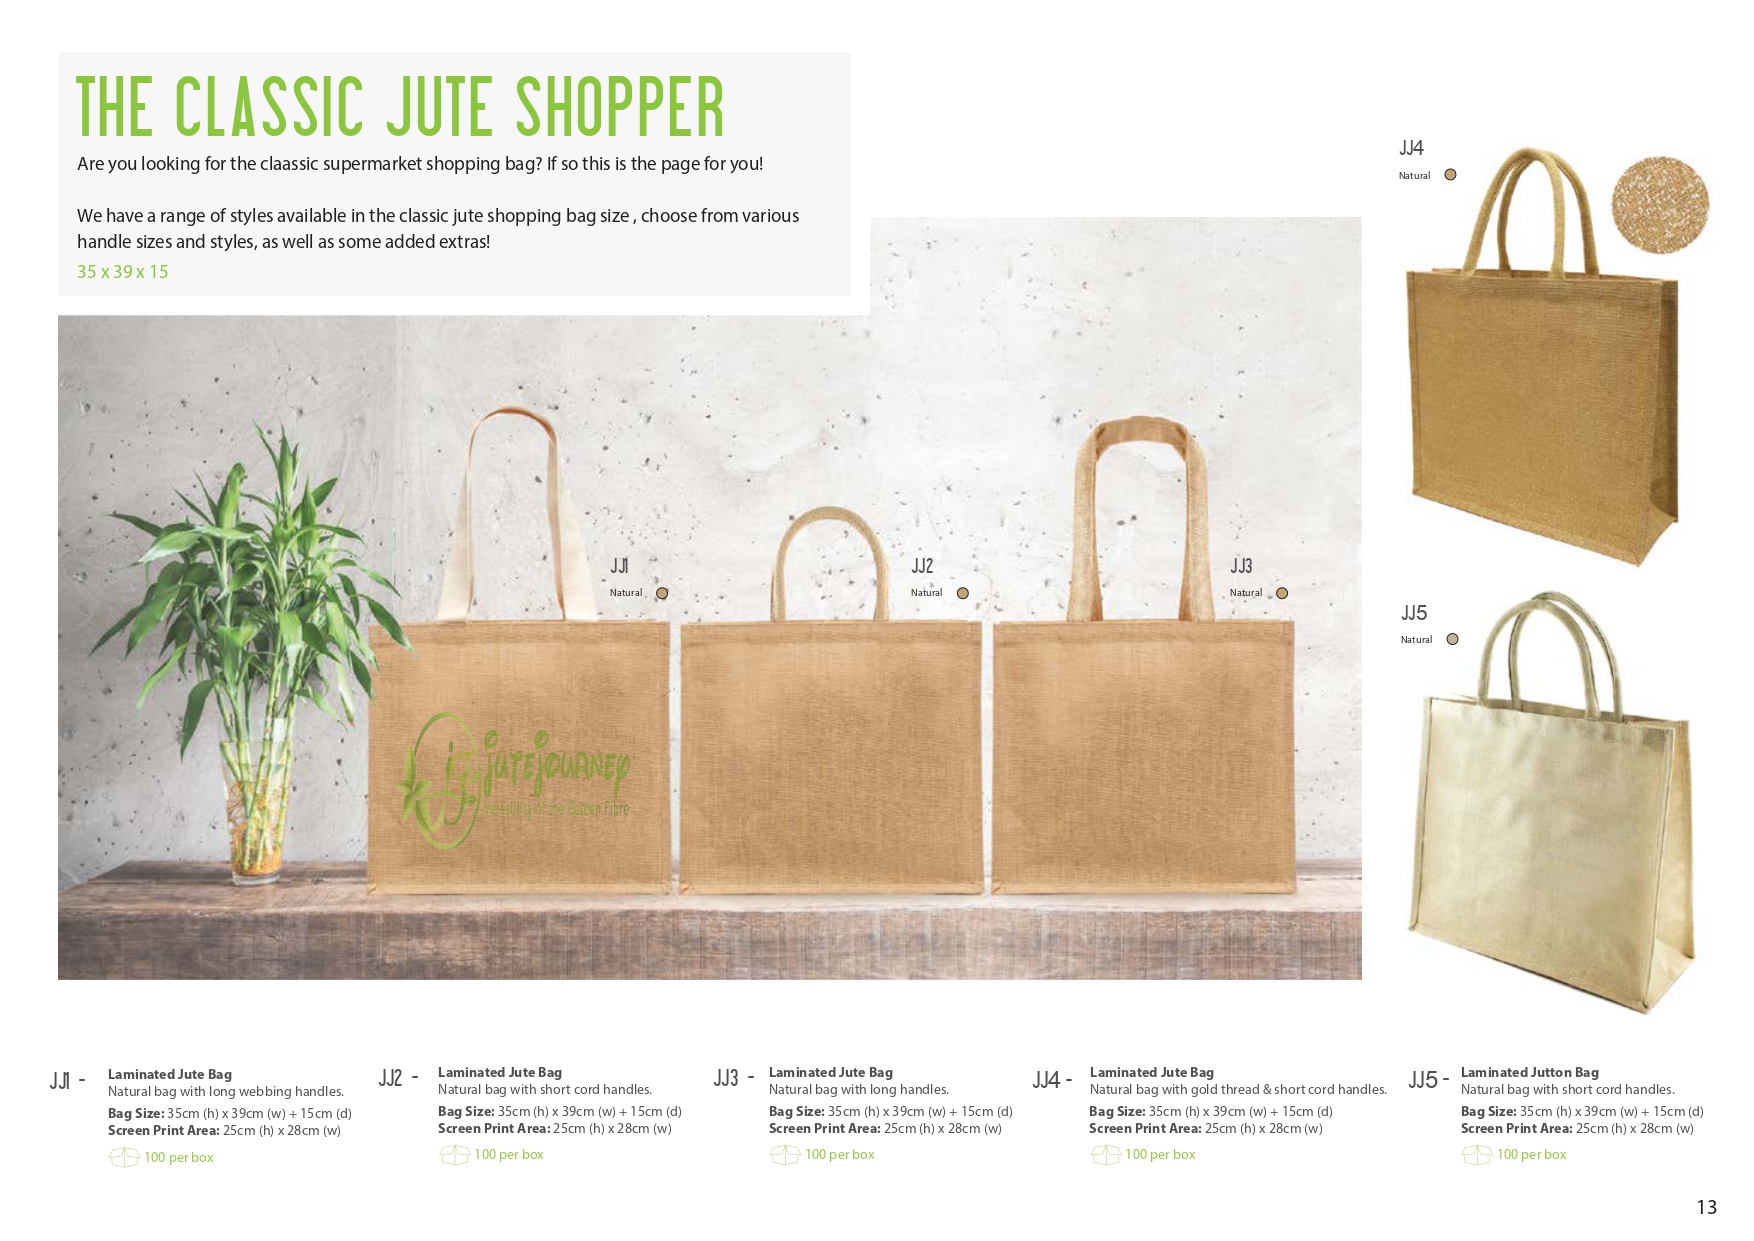 THE CLASSIC JUTE SHOPPER
Are you looking for the claassic supermarket shopping bag? If so this is the page for you!
We have a range of styles available in the classic jute shopping bag size , choose from various
handle sizes and styles, as well as some added extras!
35 x 39 x 15
JJ4
Natural
JJ1
Natural
JJ2
Natural
JJ3
Natural
JJ5
Natural
jutejourney
Versatility of the Golden Fibre
JJ1 -
Laminated Jute Bag
Natural bag with long webbing handles.
Bag Size: 35cm (h) x 39cm (w) + 15cm (d)
Screen Print Area: 25cm (h) x 28cm (w)
100 per box
JJ2 -
Laminated Jute Bag
Natural bag with short cord handles.
Bag Size: 35cm (h) x 39cm (w) + 15cm (d)
Screen Print Area: 25cm (h) x 28cm (w)
100 per box
JJ3 -
Laminated Jute Bag
Natural bag with long handles.
Bag Size: 35cm (h) x 39cm (w) + 15cm (d)
Screen Print Area: 25cm (h) x 28cm (w)
100 per box
JJ4 -
Laminated Jute Bag
Natural bag with gold thread & short cord handles.
Bag Size: 35cm (h) x 39cm (w) + 15cm (d)
Screen Print Area: 25cm (h) x 28cm (w)
100 per box
JJ5 -
Laminated Jutton Bag
Natural bag with short cord handles.
Bag Size: 35cm (h) x 39cm (w) + 15cm (d)
Screen Print Area: 25cm (h) x 28cm (w)
100 per box
13